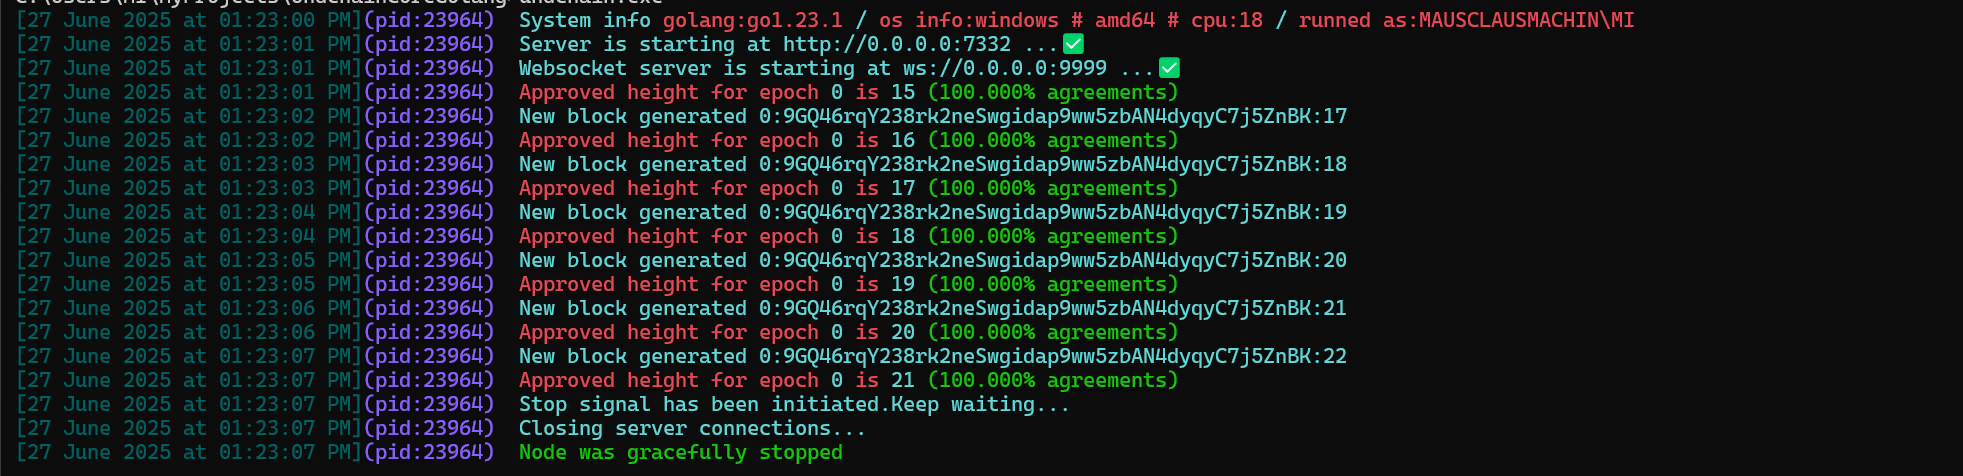 [27 June 2025 at 01:23:00 PM](pid:23964)  System info golang:go1.23.1 / os info:windows # amd64 # cpu:18 / runned as:MAUSCLAUSMACHIN\MI
[27 June 2025 at 01:23:01 PM](pid:23964)  Server is starting at http://0.0.0.0:7332 ...✅
[27 June 2025 at 01:23:01 PM](pid:23964)  Websocket server is starting at ws://0.0.0.0:9999 ...✅
[27 June 2025 at 01:23:01 PM](pid:23964)  Approved height for epoch 0 is 15 (100.000% agreements)
[27 June 2025 at 01:23:02 PM](pid:23964)  New block generated 0:9GQ46rqY238rk2neSwgidap9ww5zbAN4dyqyC7j5ZnBK:17
[27 June 2025 at 01:23:02 PM](pid:23964)  Approved height for epoch 0 is 16 (100.000% agreements)
[27 June 2025 at 01:23:03 PM](pid:23964)  New block generated 0:9GQ46rqY238rk2neSwgidap9ww5zbAN4dyqyC7j5ZnBK:18
[27 June 2025 at 01:23:03 PM](pid:23964)  Approved height for epoch 0 is 17 (100.000% agreements)
[27 June 2025 at 01:23:04 PM](pid:23964)  New block generated 0:9GQ46rqY238rk2neSwgidap9ww5zbAN4dyqyC7j5ZnBK:19
[27 June 2025 at 01:23:04 PM](pid:23964)  Approved height for epoch 0 is 18 (100.000% agreements)
[27 June 2025 at 01:23:05 PM](pid:23964)  New block generated 0:9GQ46rqY238rk2neSwgidap9ww5zbAN4dyqyC7j5ZnBK:20
[27 June 2025 at 01:23:05 PM](pid:23964)  Approved height for epoch 0 is 19 (100.000% agreements)
[27 June 2025 at 01:23:06 PM](pid:23964)  New block generated 0:9GQ46rqY238rk2neSwgidap9ww5zbAN4dyqyC7j5ZnBK:21
[27 June 2025 at 01:23:06 PM](pid:23964)  Approved height for epoch 0 is 20 (100.000% agreements)
[27 June 2025 at 01:23:07 PM](pid:23964)  New block generated 0:9GQ46rqY238rk2neSwgidap9ww5zbAN4dyqyC7j5ZnBK:22
[27 June 2025 at 01:23:07 PM](pid:23964)  Approved height for epoch 0 is 21 (100.000% agreements)
[27 June 2025 at 01:23:07 PM](pid:23964)  Stop signal has been initiated.Keep waiting...
[27 June 2025 at 01:23:07 PM](pid:23964)  Closing server connections...
[27 June 2025 at 01:23:07 PM](pid:23964)  Node was gracefully stopped